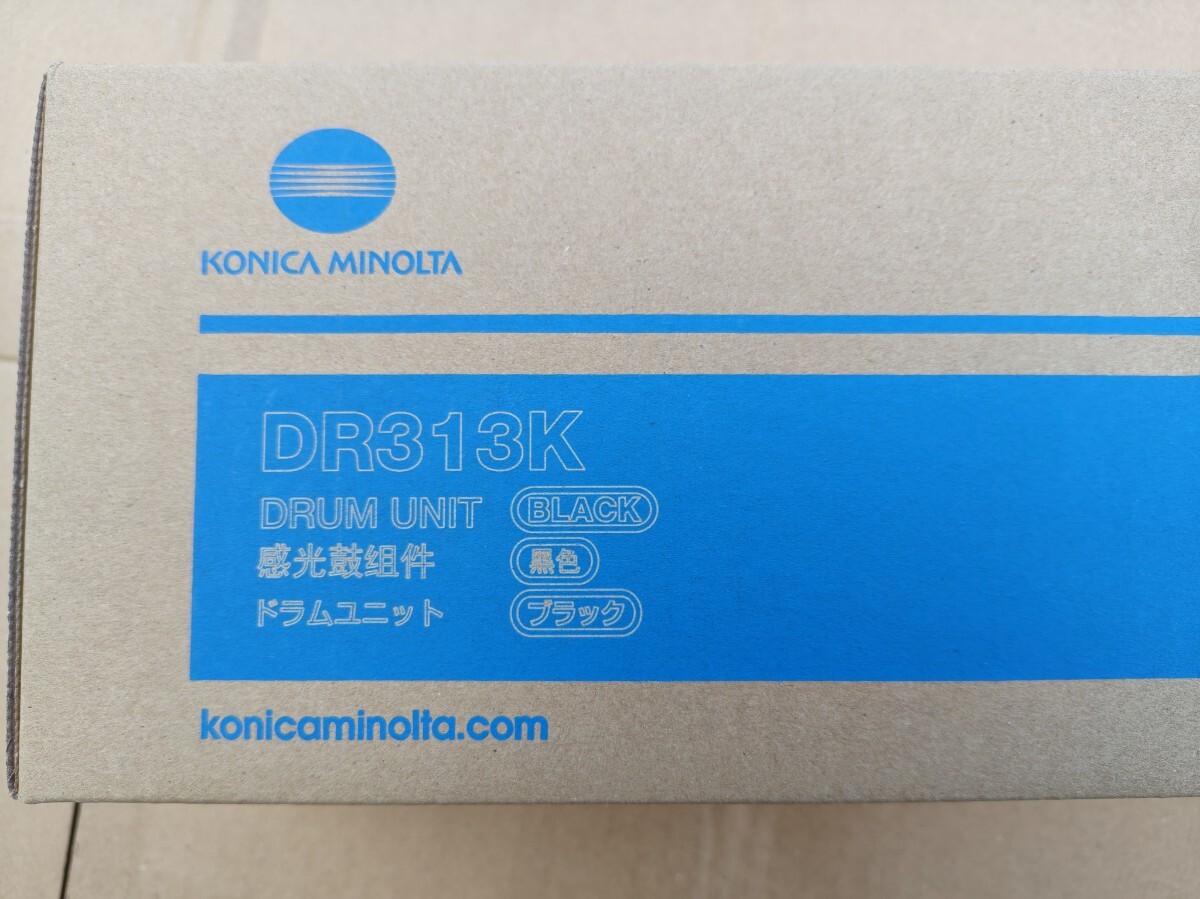 KONICA MINOLTA
DR313K
DRUM UNIT BLACK
感光鼓组件 黑色
ドラムユニット ブラック
konicaminolta.com